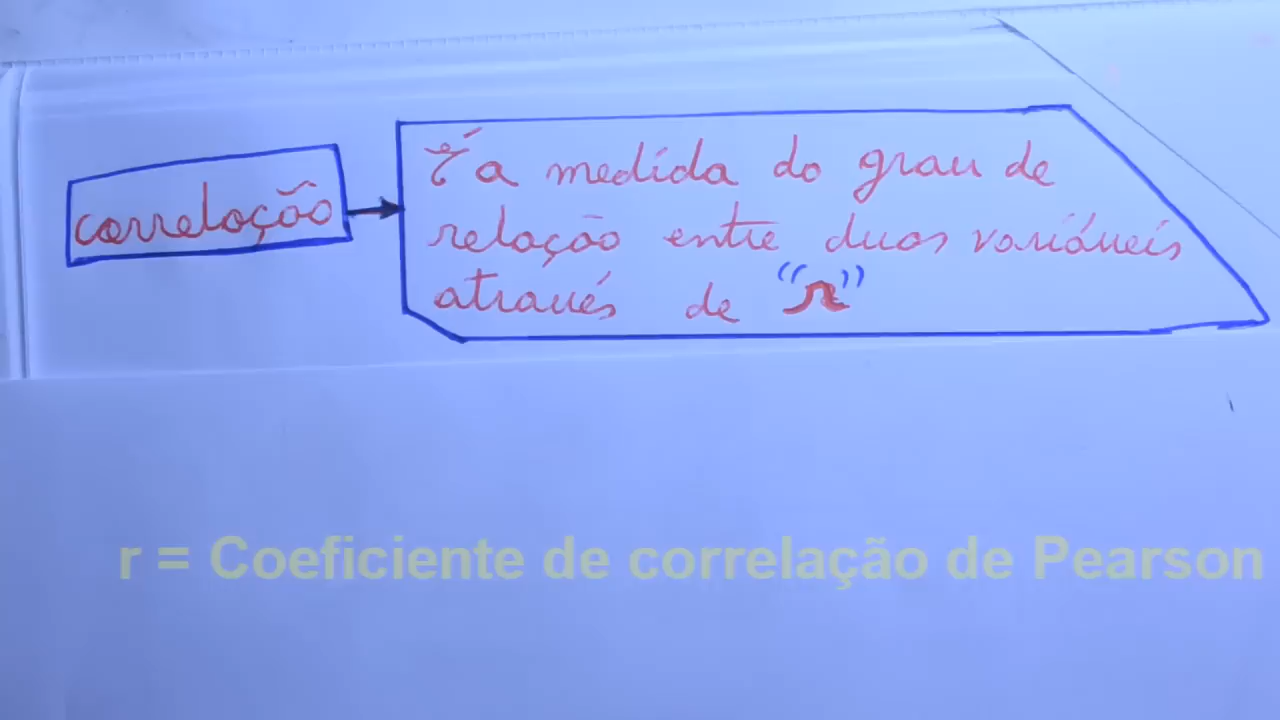 correlação
É a medida do grau de
relação entre duas variáveis
através de "r"
r = Coeficiente de correlação de Pearson